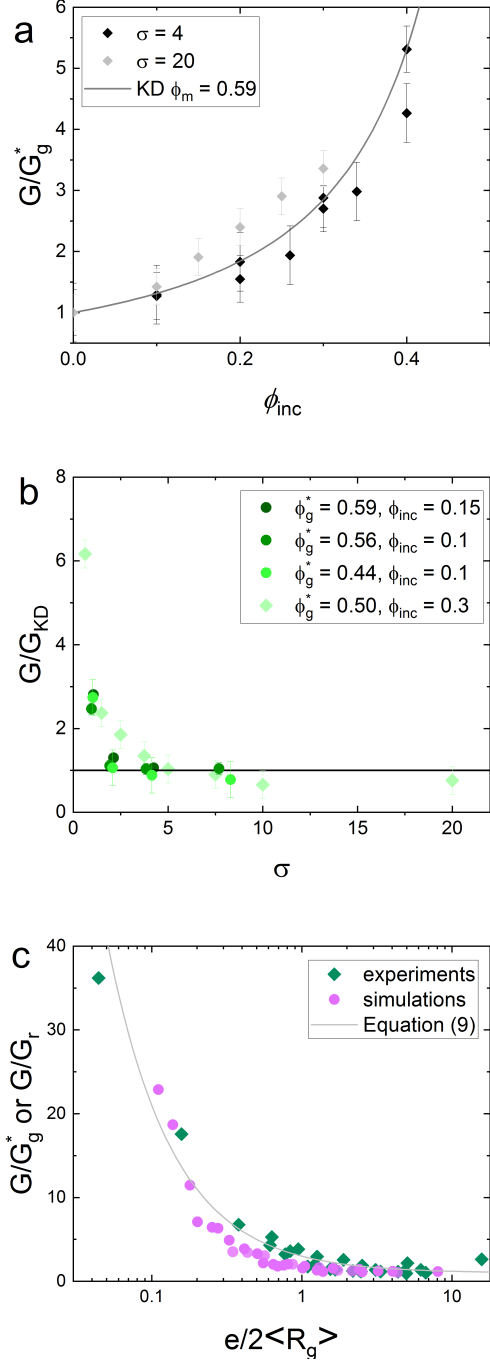 a
6
5
4
3
2
1
G/G*g
σ = 4
σ = 20
KD ϕm = 0.59
0.0 0.2 0.4
ϕinc
b
8
6
4
2
0
G/GKD
ϕ*g = 0.59, ϕinc = 0.15
ϕ*g = 0.56, ϕinc = 0.1
ϕ*g = 0.44, ϕinc = 0.1
ϕ*g = 0.50, ϕinc = 0.3
0 5 10 15 20
σ
c
40
30
20
10
0
G/G*g or G/Gr
experiments
simulations
Equation (9)
0.1 1 10
e/2<Rg>